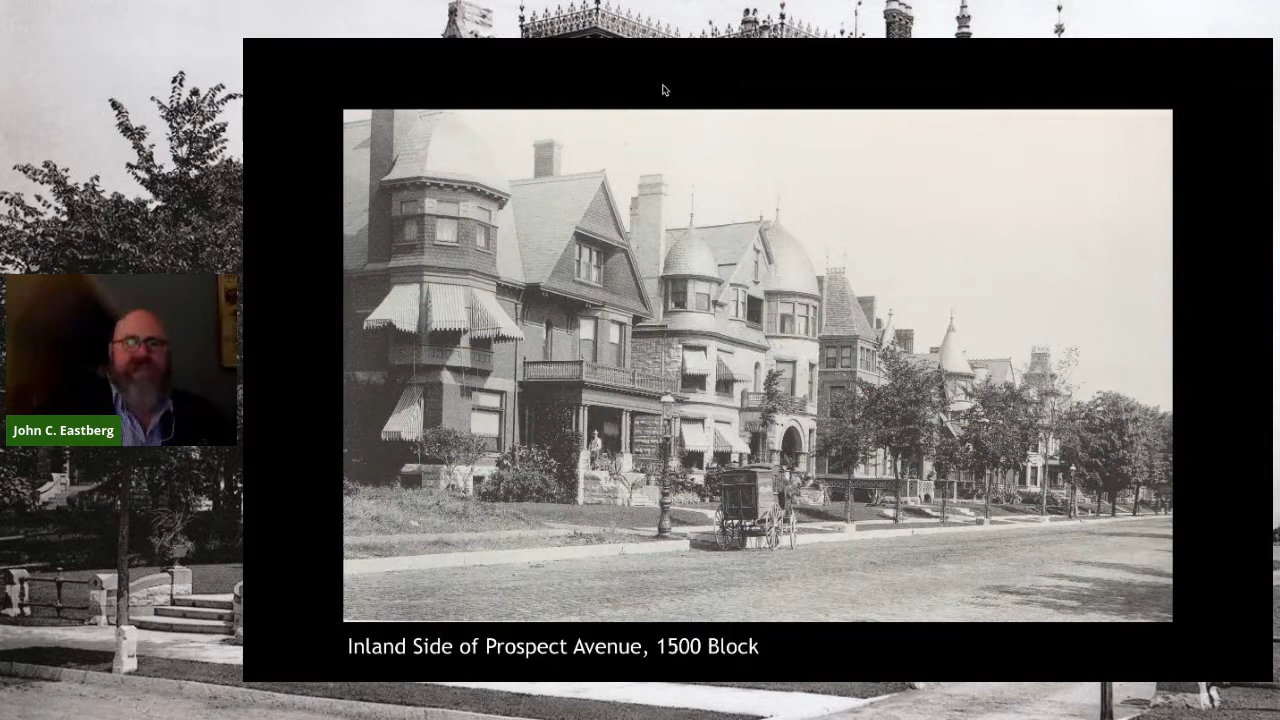 John C. Eastberg
Inland Side of Prospect Avenue, 1500 Block